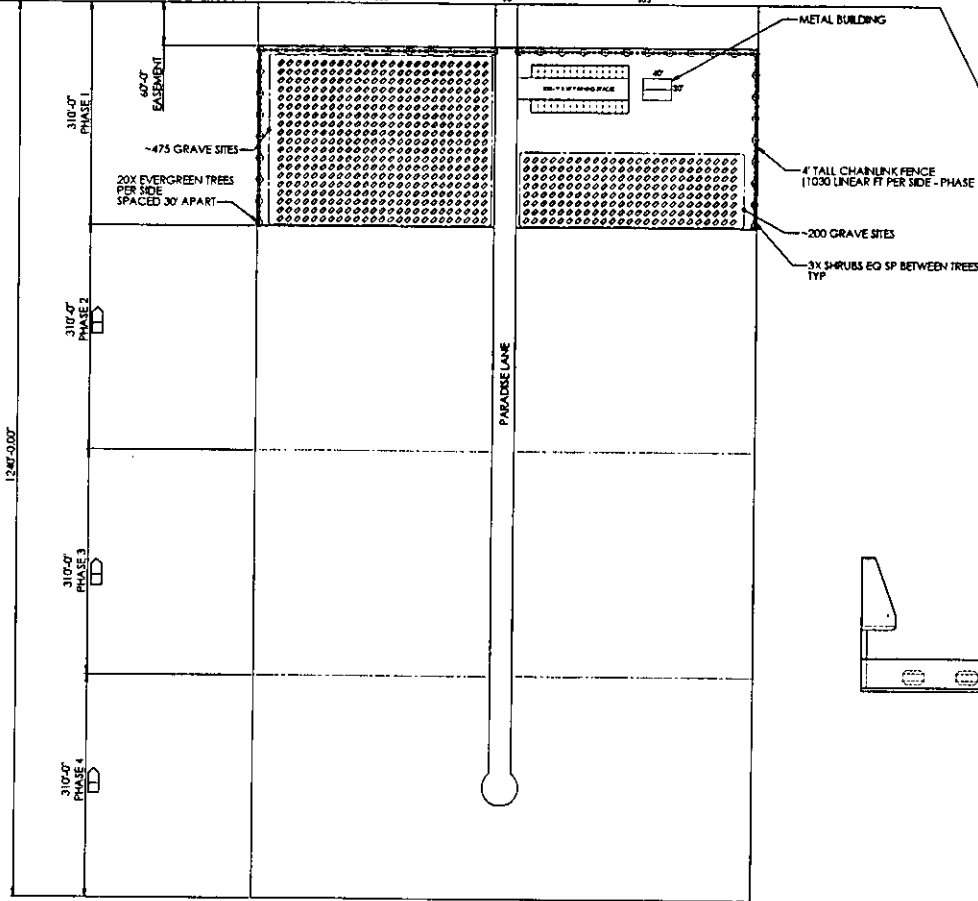 METAL BUILDING
60'-0"
EASEMENT
310'-0"
PHASE 1
40'
30'
~475 GRAVE SITES
20X EVERGREEN TREES
PER SIDE
SPACED 30' APART
4' TALL CHAINLINK FENCE
(1030 LINEAR FT PER SIDE - PHASE
~200 GRAVE SITES
3X SHRUBS EQ SP BETWEEN TREES
TYP
310'-0"
PHASE 2
PARADISE LANE
1240'-0.00"
310'-0"
PHASE 3
310'-0"
PHASE 4